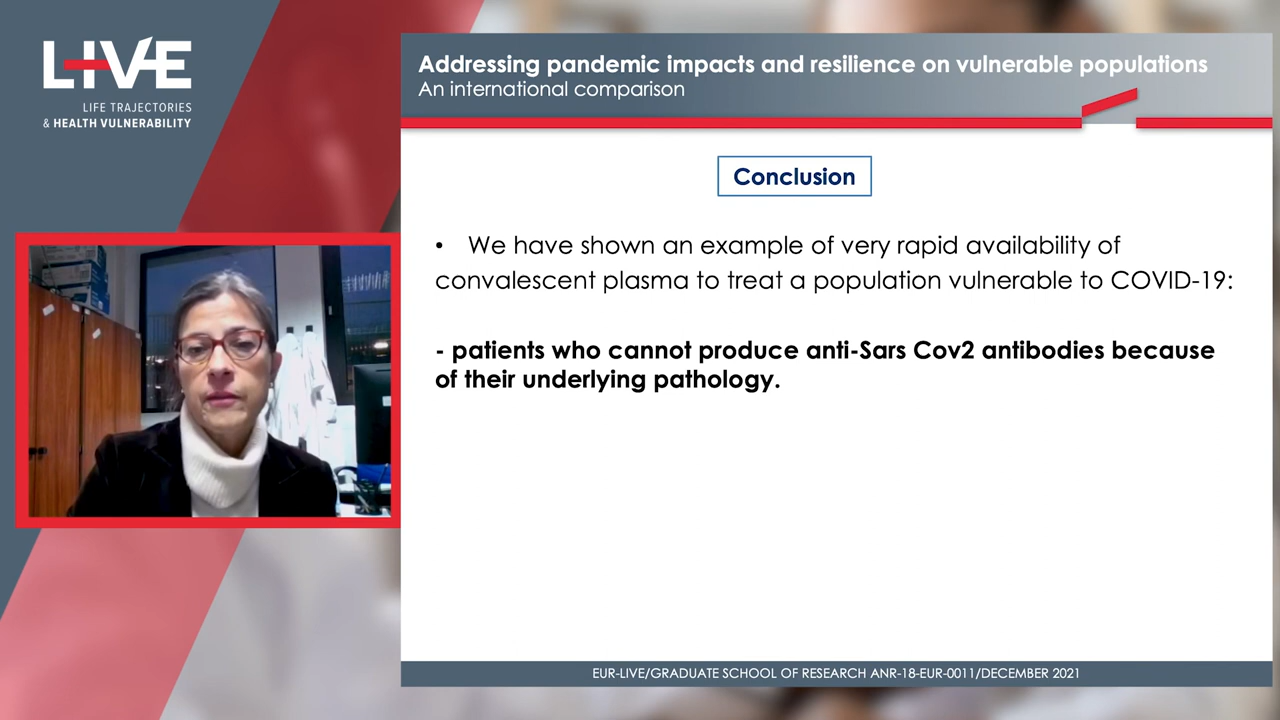 LIVE
LIFE TRAJECTORIES
& HEALTH VULNERABILITY
Addressing pandemic impacts and resilience on vulnerable populations
An international comparison
Conclusion
• We have shown an example of very rapid availability of
convalescent plasma to treat a population vulnerable to COVID-19:
- patients who cannot produce anti-Sars Cov2 antibodies because
of their underlying pathology.
EUR-LIVE/GRADUATE SCHOOL OF RESEARCH ANR-18-EUR-0011/DECEMBER 2021